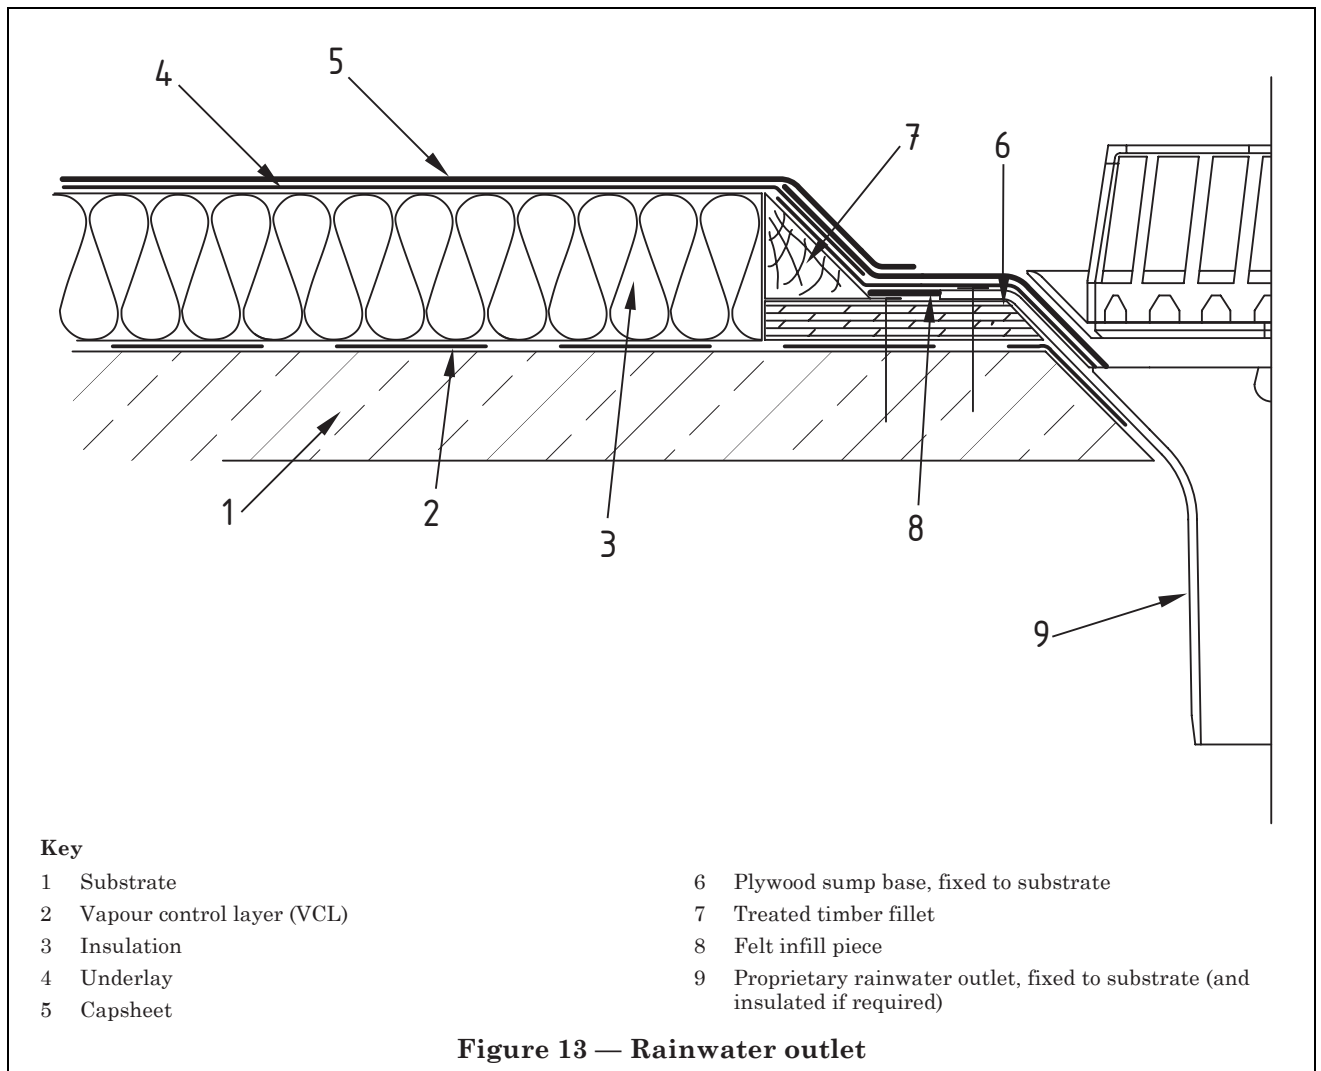 4
5
7
6
1
2
3
8
9
Key
1 Substrate
2 Vapour control layer (VCL)
3 Insulation
4 Underlay
5 Capsheet
6 Plywood sump base, fixed to substrate
7 Treated timber fillet
8 Felt infill piece
9 Proprietary rainwater outlet, fixed to substrate (and
insulated if required)
Figure 13 — Rainwater outlet